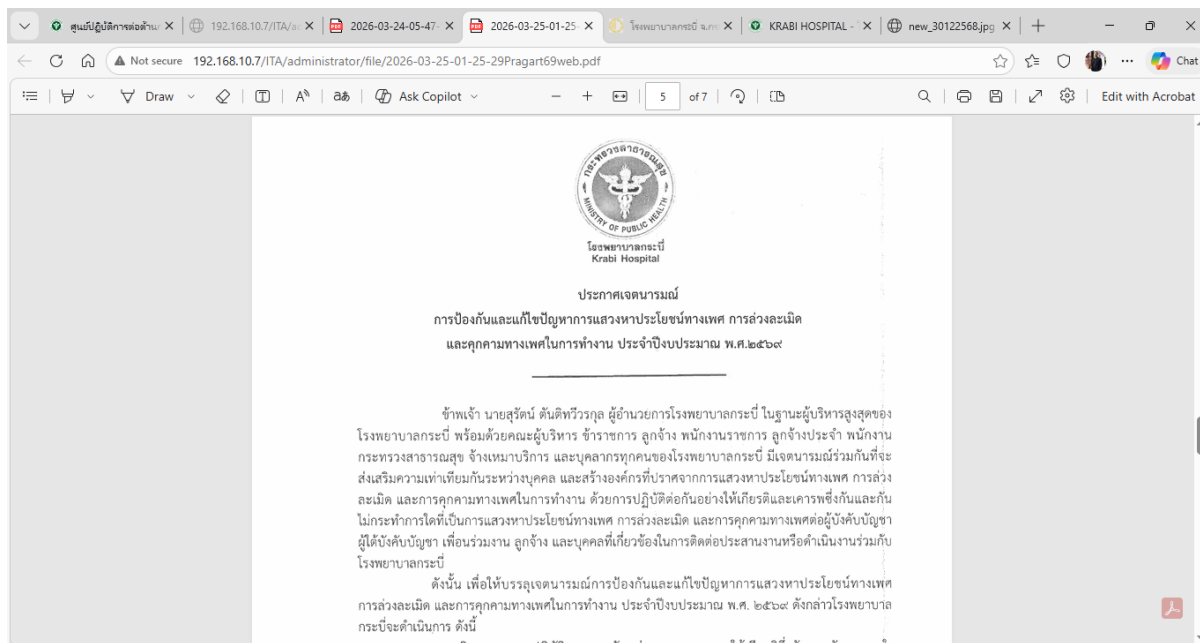 ศูนย์ปฏิบัติการต่อต้าน
192.168.10.7/ITA/a
2026-03-24-05-47-
2026-03-25-01-25-
โรงพยาบาลกระบี่ จ.กร
KRABI HOSPITAL -
new_30122568.jpg
Not secure 192.168.10.7/ITA/administrator/file/2026-03-25-01-25-29Pragart69web.pdf
Chat
Draw
Ask Copilot
5 of 7
Edit with Acrobat
กระทรวงสาธารณสุข
MINISTRY OF PUBLIC HEALTH
โรงพยาบาลกระบี่
Krabi Hospital
ประกาศเจตนารมณ์
การป้องกันและแก้ไขปัญหาการแสวงหาประโยชน์ทางเพศ การล่วงละเมิด
และคุกคามทางเพศในการทำงาน ประจำปีงบประมาณ พ.ศ.๒๕๖๙
ข้าพเจ้า นายสุรัตน์ ตันติทวีวรกุล ผู้อำนวยการโรงพยาบาลกระบี่ ในฐานะผู้บริหารสูงสุดของ
โรงพยาบาลกระบี่ พร้อมด้วยคณะผู้บริหาร ข้าราชการ ลูกจ้าง พนักงานราชการ ลูกจ้างประจำ พนักงาน
กระทรวงสาธารณสุข จ้างเหมาบริการ และบุคลากรทุกคนของโรงพยาบาลกระบี่ มีเจตนารมณ์ร่วมกันที่จะ
ส่งเสริมความเท่าเทียมกันระหว่างบุคคล และสร้างองค์กรที่ปราศจากการแสวงหาประโยชน์ทางเพศ การล่วง
ละเมิด และการคุกคามทางเพศในการทำงาน ด้วยการปฏิบัติต่อกันอย่างให้เกียรติและเคารพซึ่งกันและกัน
ไม่กระทำการใดที่เป็นการแสวงหาประโยชน์ทางเพศ การล่วงละเมิด และการคุกคามทางเพศต่อผู้บังคับบัญชา
ผู้ใต้บังคับบัญชา เพื่อนร่วมงาน ลูกจ้าง และบุคคลที่เกี่ยวข้องในการติดต่อประสานงานหรือดำเนินงานร่วมกับ
โรงพยาบาลกระบี่
ดังนั้น เพื่อให้บรรลุเจตนารมณ์การป้องกันและแก้ไขปัญหาการแสวงหาประโยชน์ทางเพศ
การล่วงละเมิด และการคุกคามทางเพศในการทำงาน ประจำปีงบประมาณ พ.ศ. ๒๕๖๙ ดังกล่าวโรงพยาบาล
กระบี่จะดำเนินการ ดังนี้